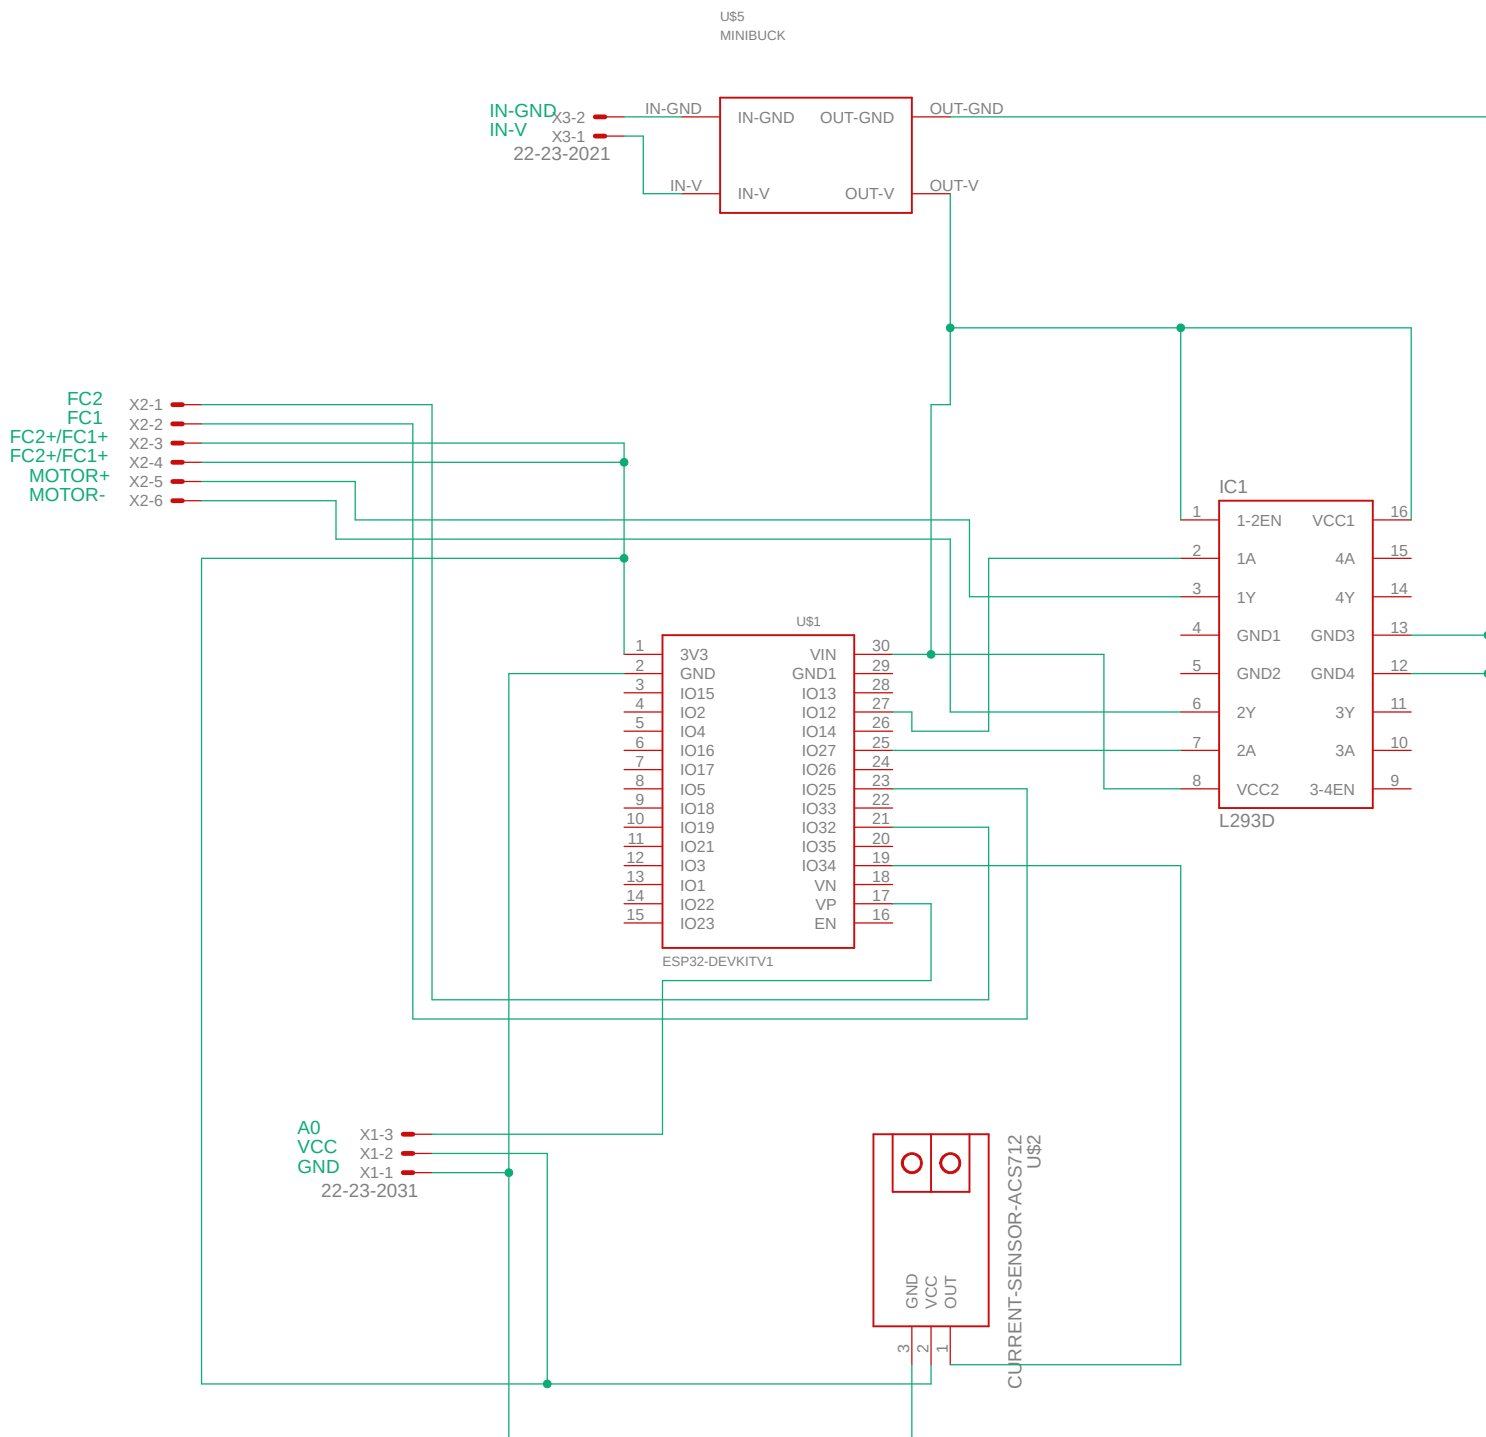 U$5
MINIBUCK
IN-GND
X3-2
IN-GND
IN-GND
OUT-GND
OUT-GND
IN-V
X3-1
22-23-2021
IN-V
IN-V
OUT-V
OUT-V
FC2
X2-1
FC1
X2-2
FC2+/FC1+
X2-3
FC2+/FC1+
X2-4
MOTOR+
X2-5
MOTOR-
X2-6
IC1
1
1-2EN
VCC1
16
2
1A
4A
15
3
1Y
4Y
14
4
GND1
GND3
13
5
GND2
GND4
12
6
2Y
3Y
11
7
2A
3A
10
8
VCC2
3-4EN
9
L293D
U$1
1
3V3
VIN
30
2
GND
GND1
29
3
IO15
IO13
28
4
IO2
IO12
27
5
IO4
IO14
26
6
IO16
IO27
25
7
IO17
IO26
24
8
IO5
IO25
23
9
IO18
IO33
22
10
IO19
IO32
21
11
IO21
IO35
20
12
IO3
IO34
19
13
IO1
VN
18
14
IO22
VP
17
15
IO23
EN
16
ESP32-DEVKITV1
A0
X1-3
VCC
X1-2
GND
X1-1
22-23-2031
GND
VCC
OUT
3
2
1
CURRENT-SENSOR-ACS712
U$2